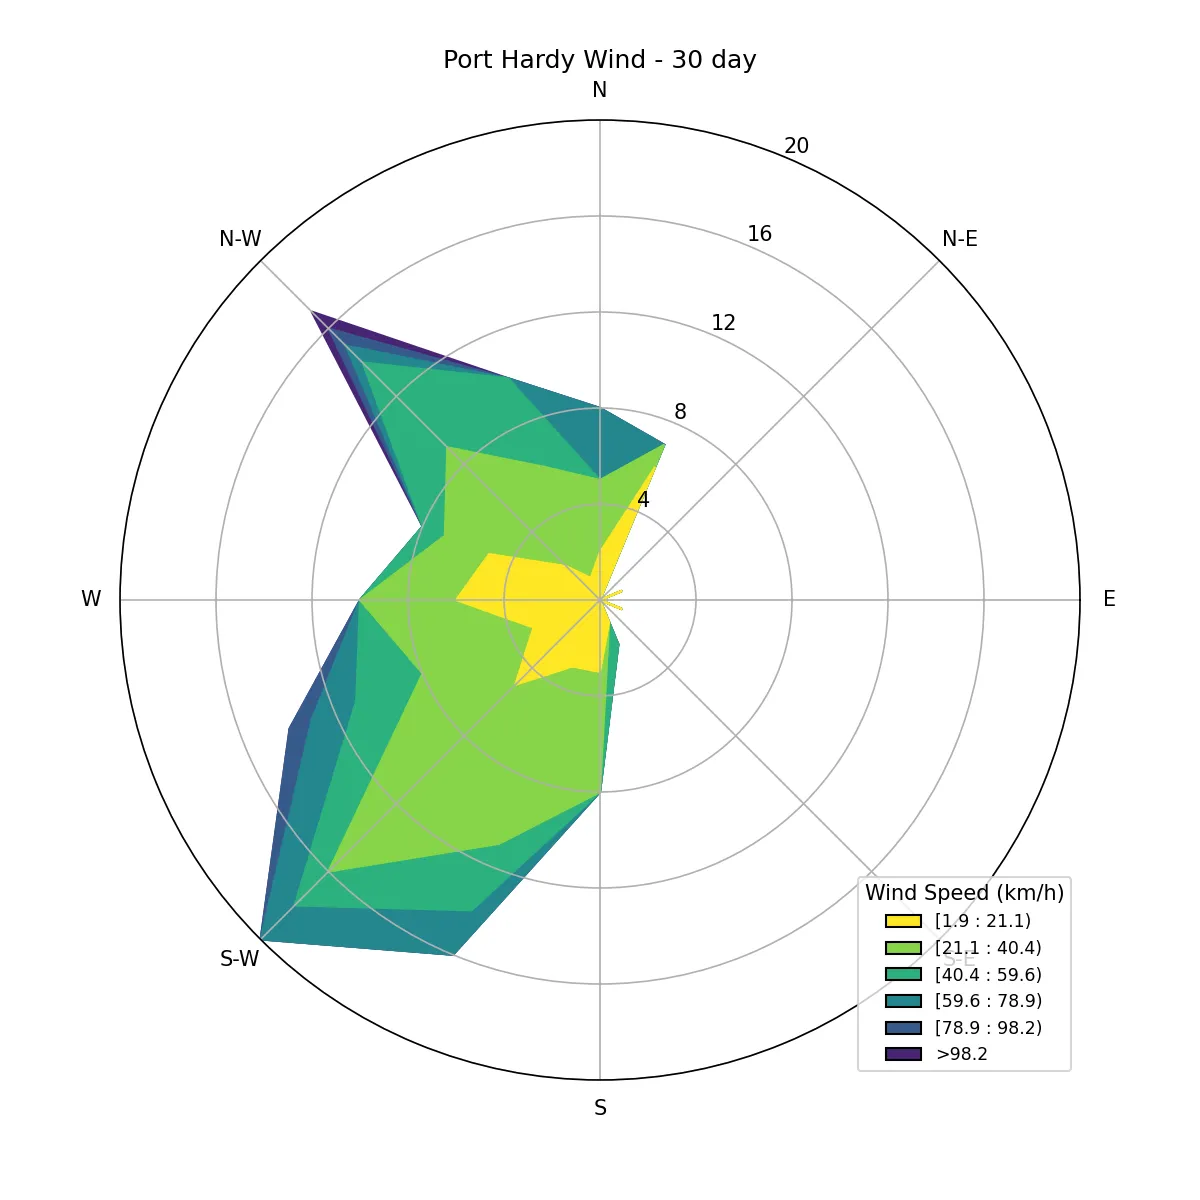 Port Hardy Wind - 30 day
N
20
N-W
N-E
16
12
8
4
W
E
S-W
S-E
Wind Speed (km/h)
[1.9 : 21.1)
[21.1 : 40.4)
[40.4 : 59.6)
[59.6 : 78.9)
[78.9 : 98.2)
>98.2
S